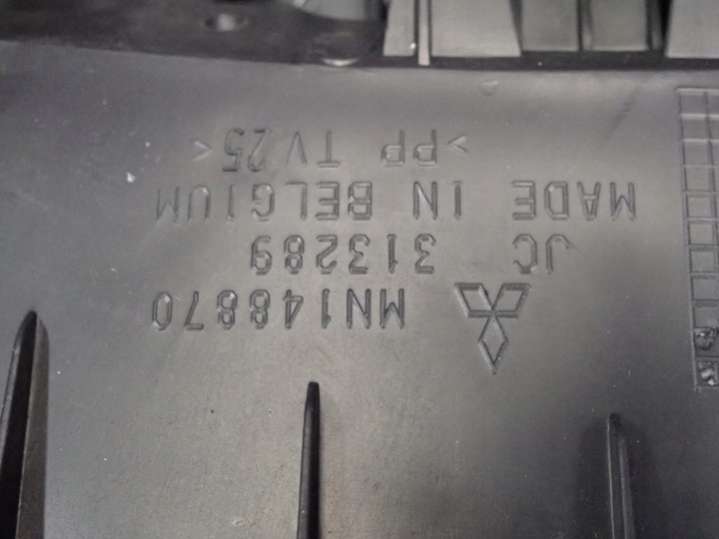 MN148870
JC 313289
MADE IN BELGIUM
>PP TV25<